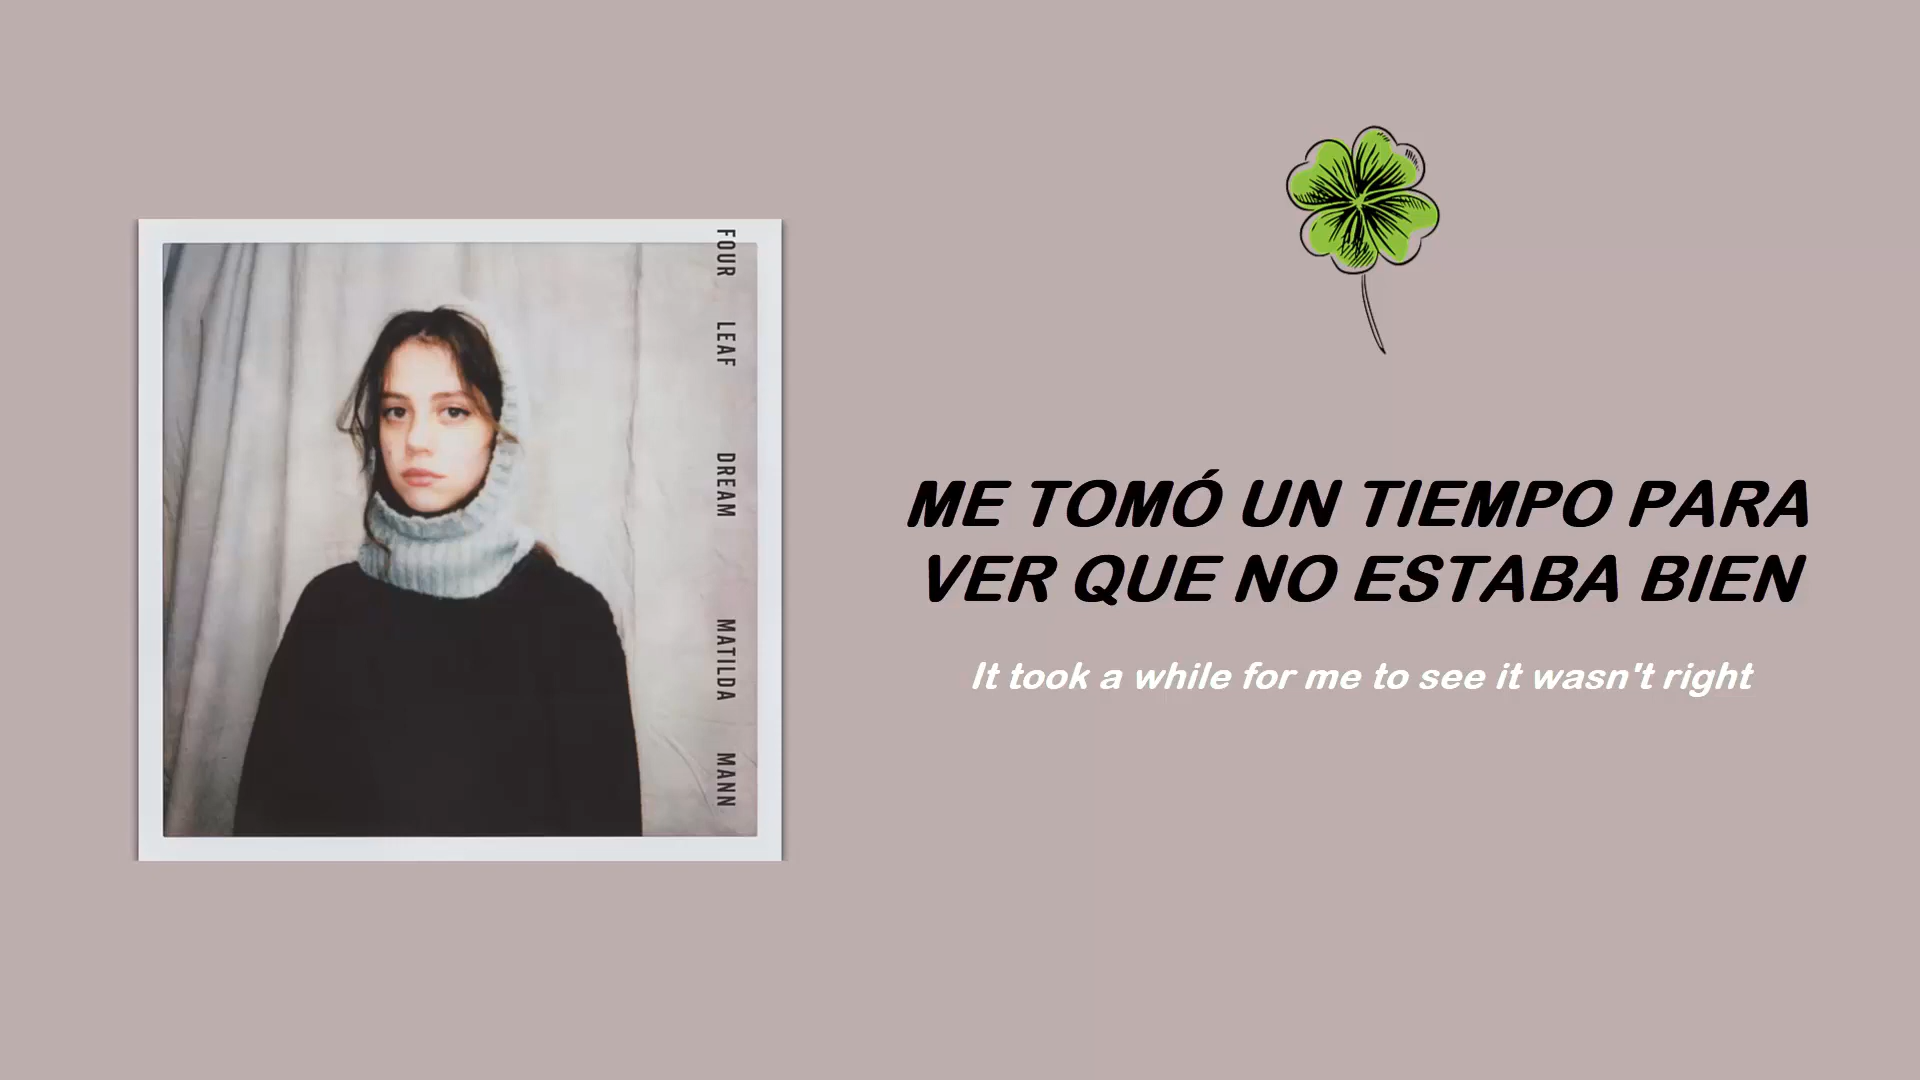 FOUR LEAF DREAM MATILDA MANN
ME TOMÓ UN TIEMPO PARA
VER QUE NO ESTABA BIEN
It took a while for me to see it wasn't right